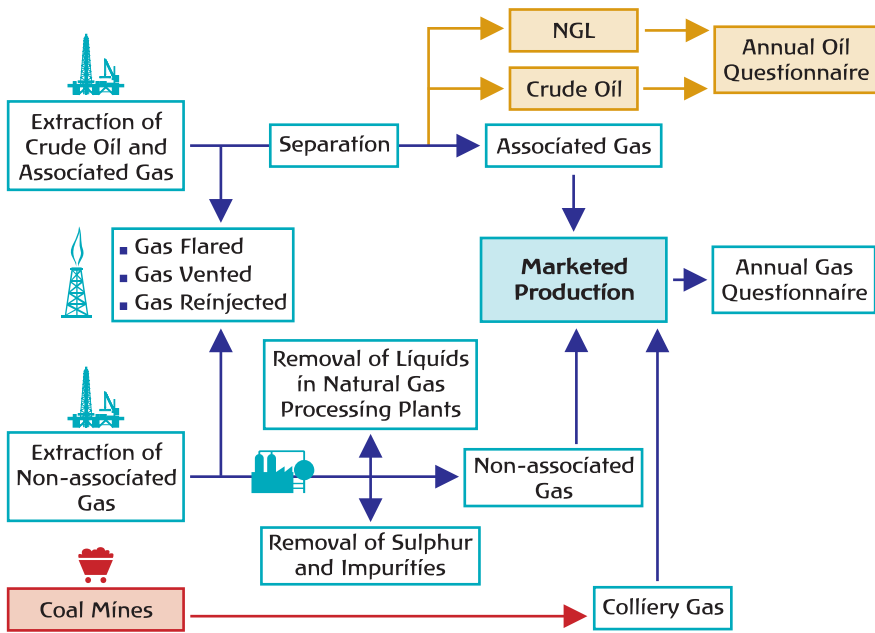 NGL
Annual Oil
Questionnaire
Crude Oil
Extraction of
Crude Oil and
Associated Gas
Separation
Associated Gas
Gas Flared
Gas Vented
Gas Reinjected
Marketed
Production
Annual Gas
Questionnaire
Removal of Liquids
in Natural Gas
Processing Plants
Extraction of
Non-associated
Gas
Non-associated
Gas
Removal of Sulphur
and Impurities
Coal Mines
Colliery Gas